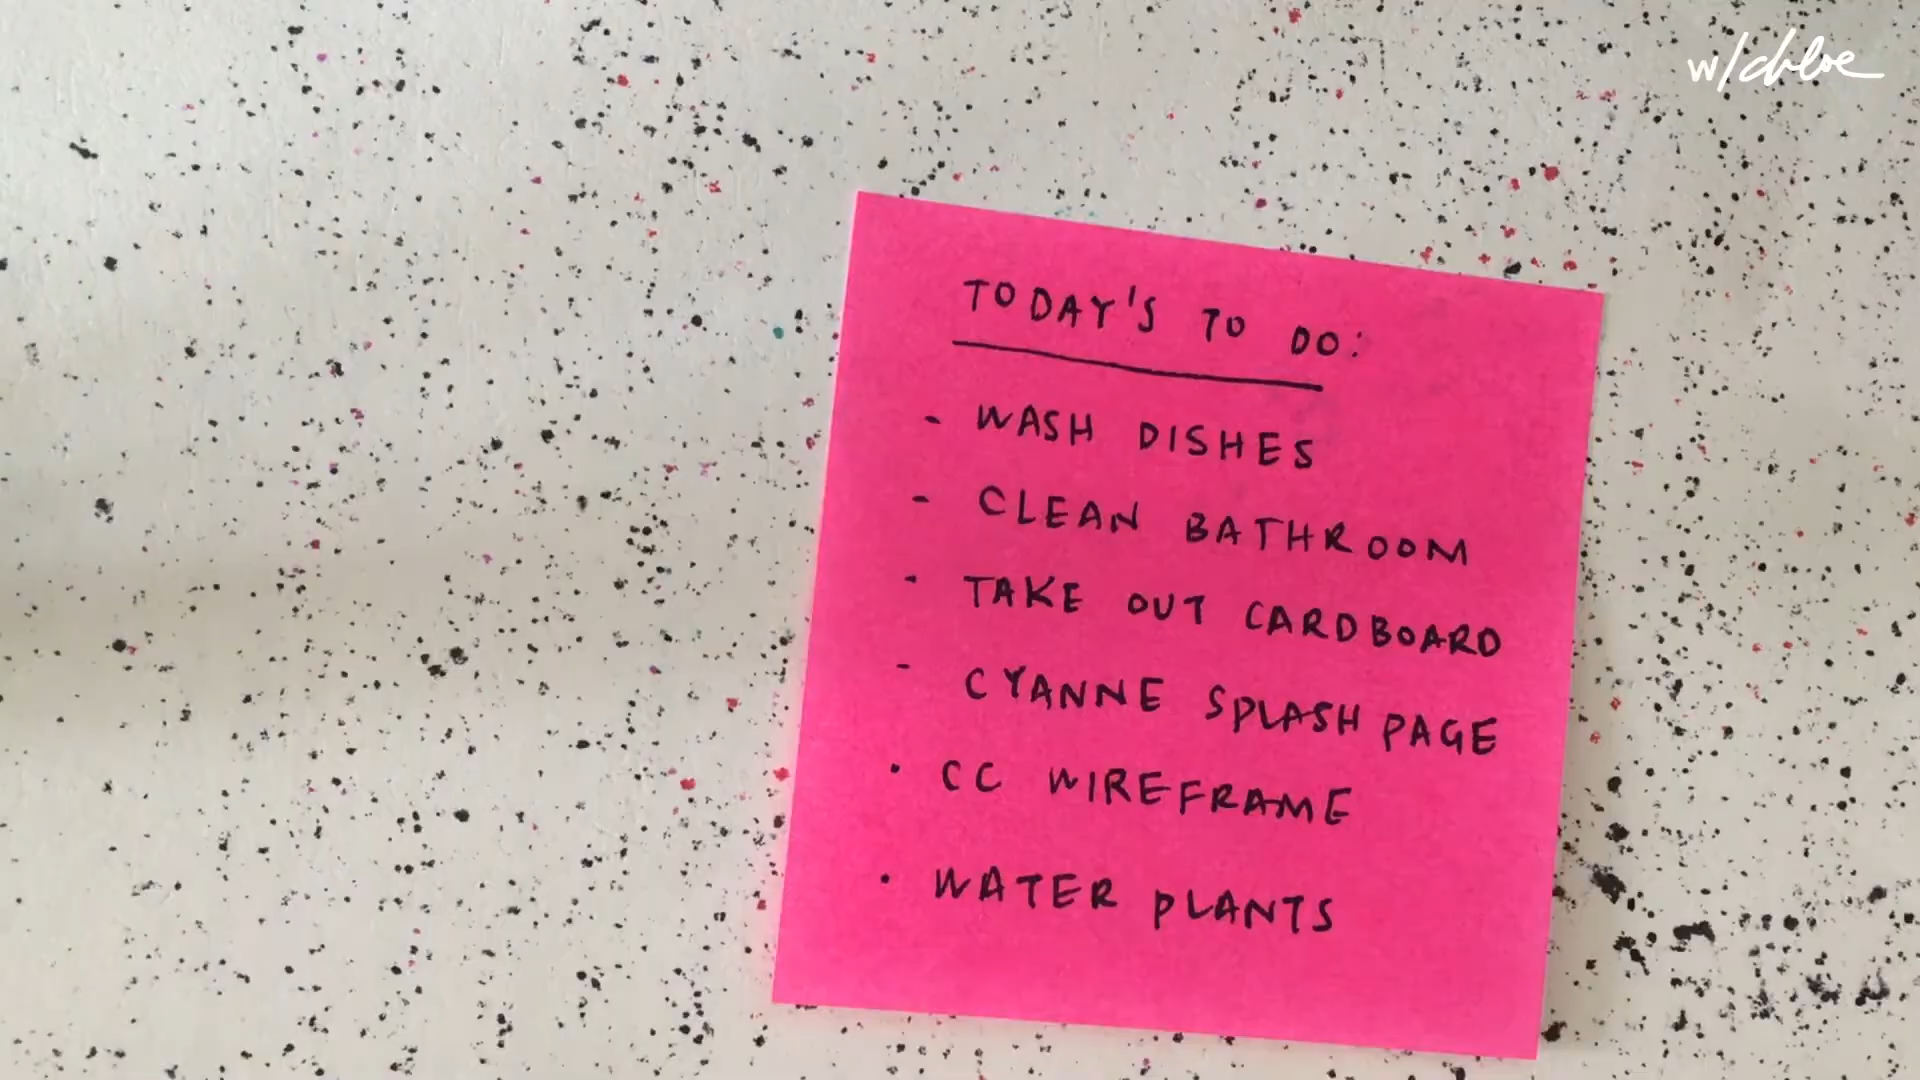 w/chloe
TODAY'S TO DO:
- WASH DISHES
- CLEAN BATHROOM
- TAKE OUT CARDBOARD
- CYANNE SPLASH PAGE
- CC WIREFRAME
- WATER PLANTS